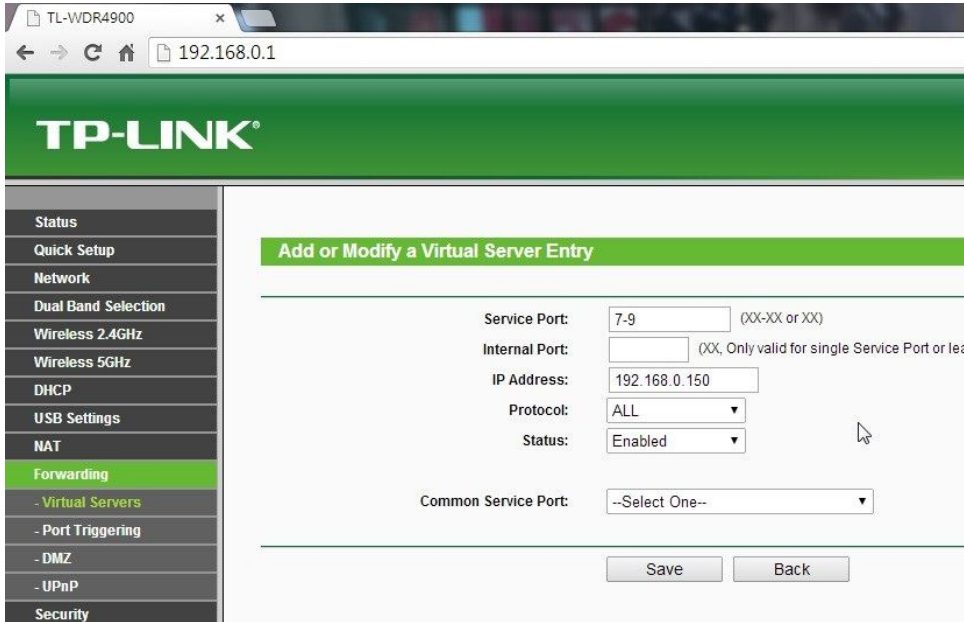 TL-WDR4900
192.168.0.1
TP-LINK®
Status
Quick Setup
Network
Dual Band Selection
Wireless 2.4GHz
Wireless 5GHz
DHCP
USB Settings
NAT
Forwarding
- Virtual Servers
- Port Triggering
- DMZ
- UPnP
Security
Add or Modify a Virtual Server Entry
Service Port: 7-9 (XX-XX or XX)
Internal Port: (XX, Only valid for single Service Port or lea
IP Address: 192.168.0.150
Protocol: ALL
Status: Enabled
Common Service Port: --Select One--
Save Back